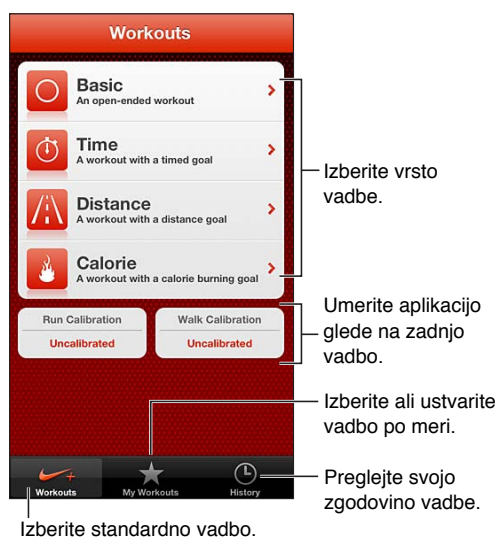 Workouts
Basic
An open-ended workout
Time
A workout with a timed goal
Distance
A workout with a distance goal
Calorie
A workout with a calorie burning goal
Run Calibration
Uncalibrated
Walk Calibration
Uncalibrated
Workouts
My Workouts
History
Izberite vrsto
vadbe.
Umerite aplikacijo
glede na zadnjo
vadbo.
Izberite ali ustvarite
vadbo po meri.
Preglejte svojo
zgodovino vadbe.
Izberite standardno vadbo.